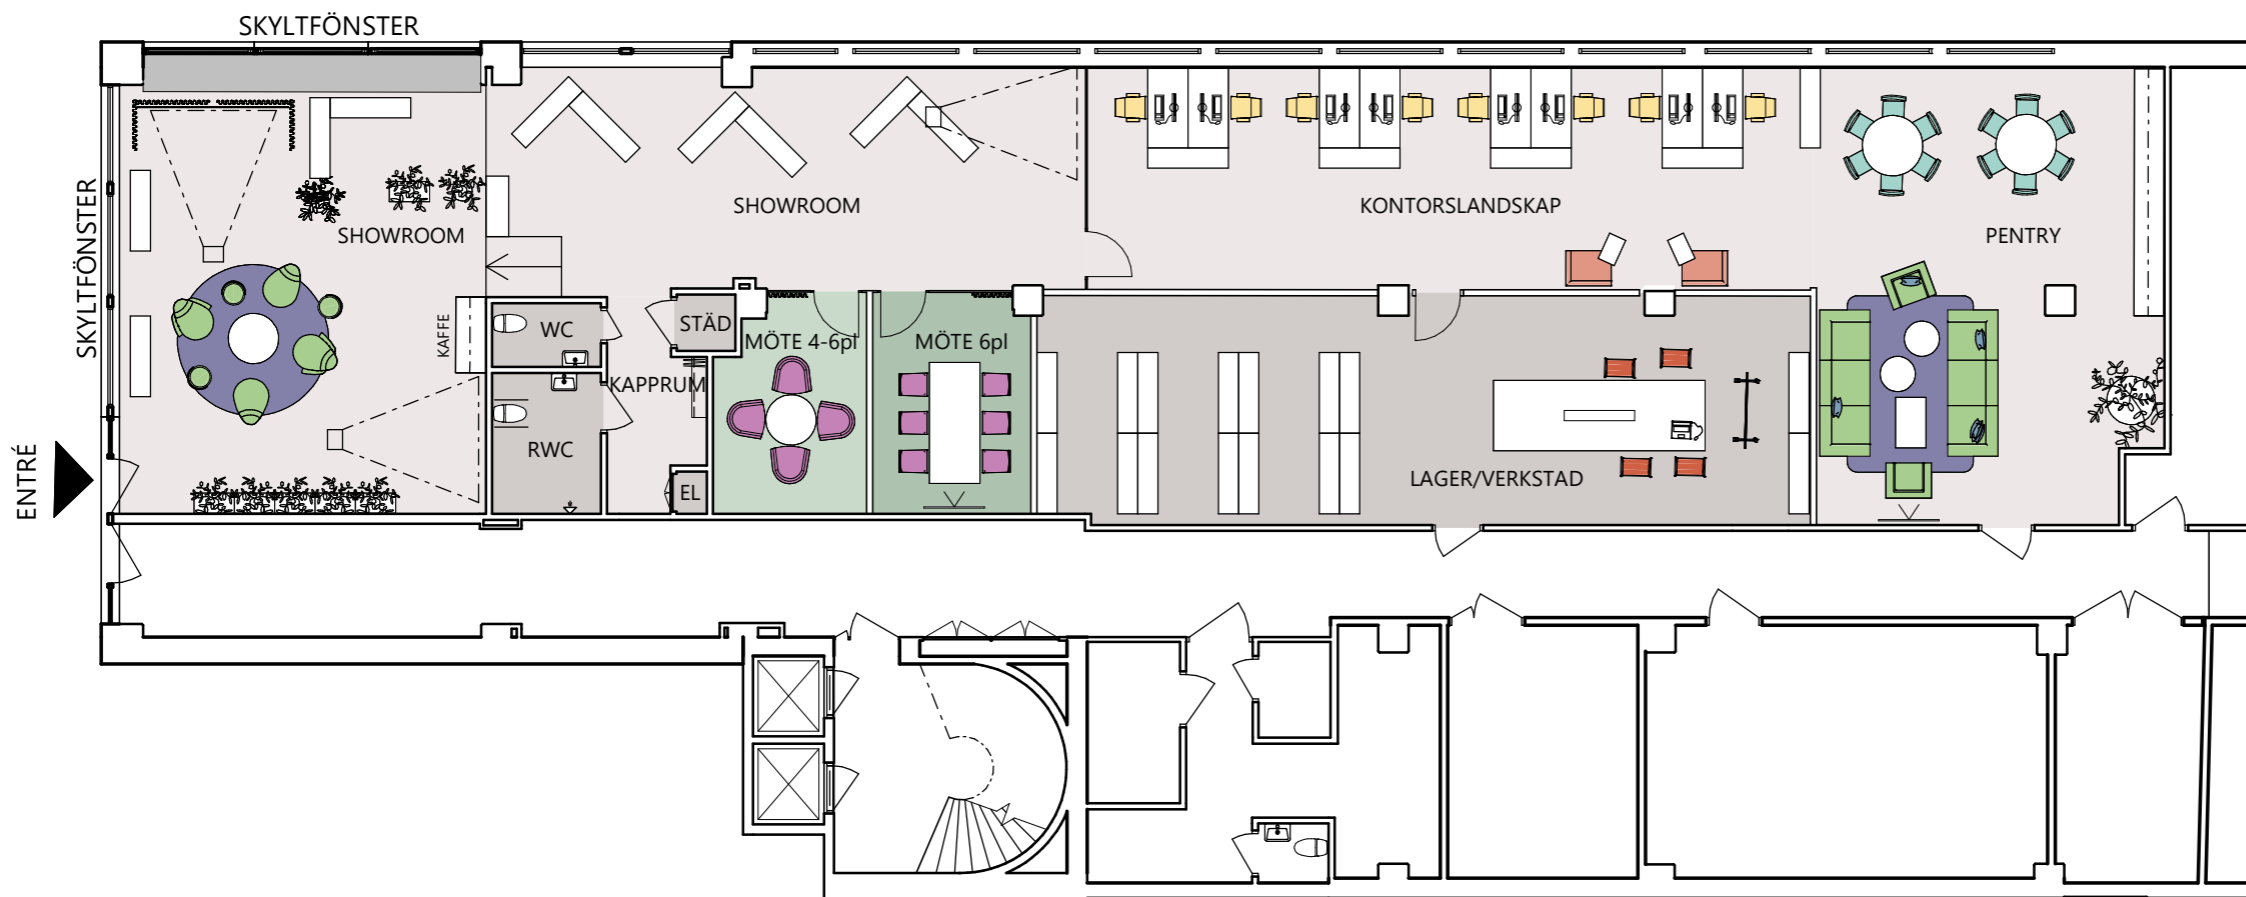 SKYLTFÖNSTER
SKYLTFÖNSTER
SHOWROOM
SHOWROOM
KONTORSLANDSKAP
PENTRY
KAFFE
WC
STÄD
MÖTE 4-6pl
MÖTE 6pl
KAPPRUM
RWC
EL
LAGER/VERKSTAD
ENTRÉ